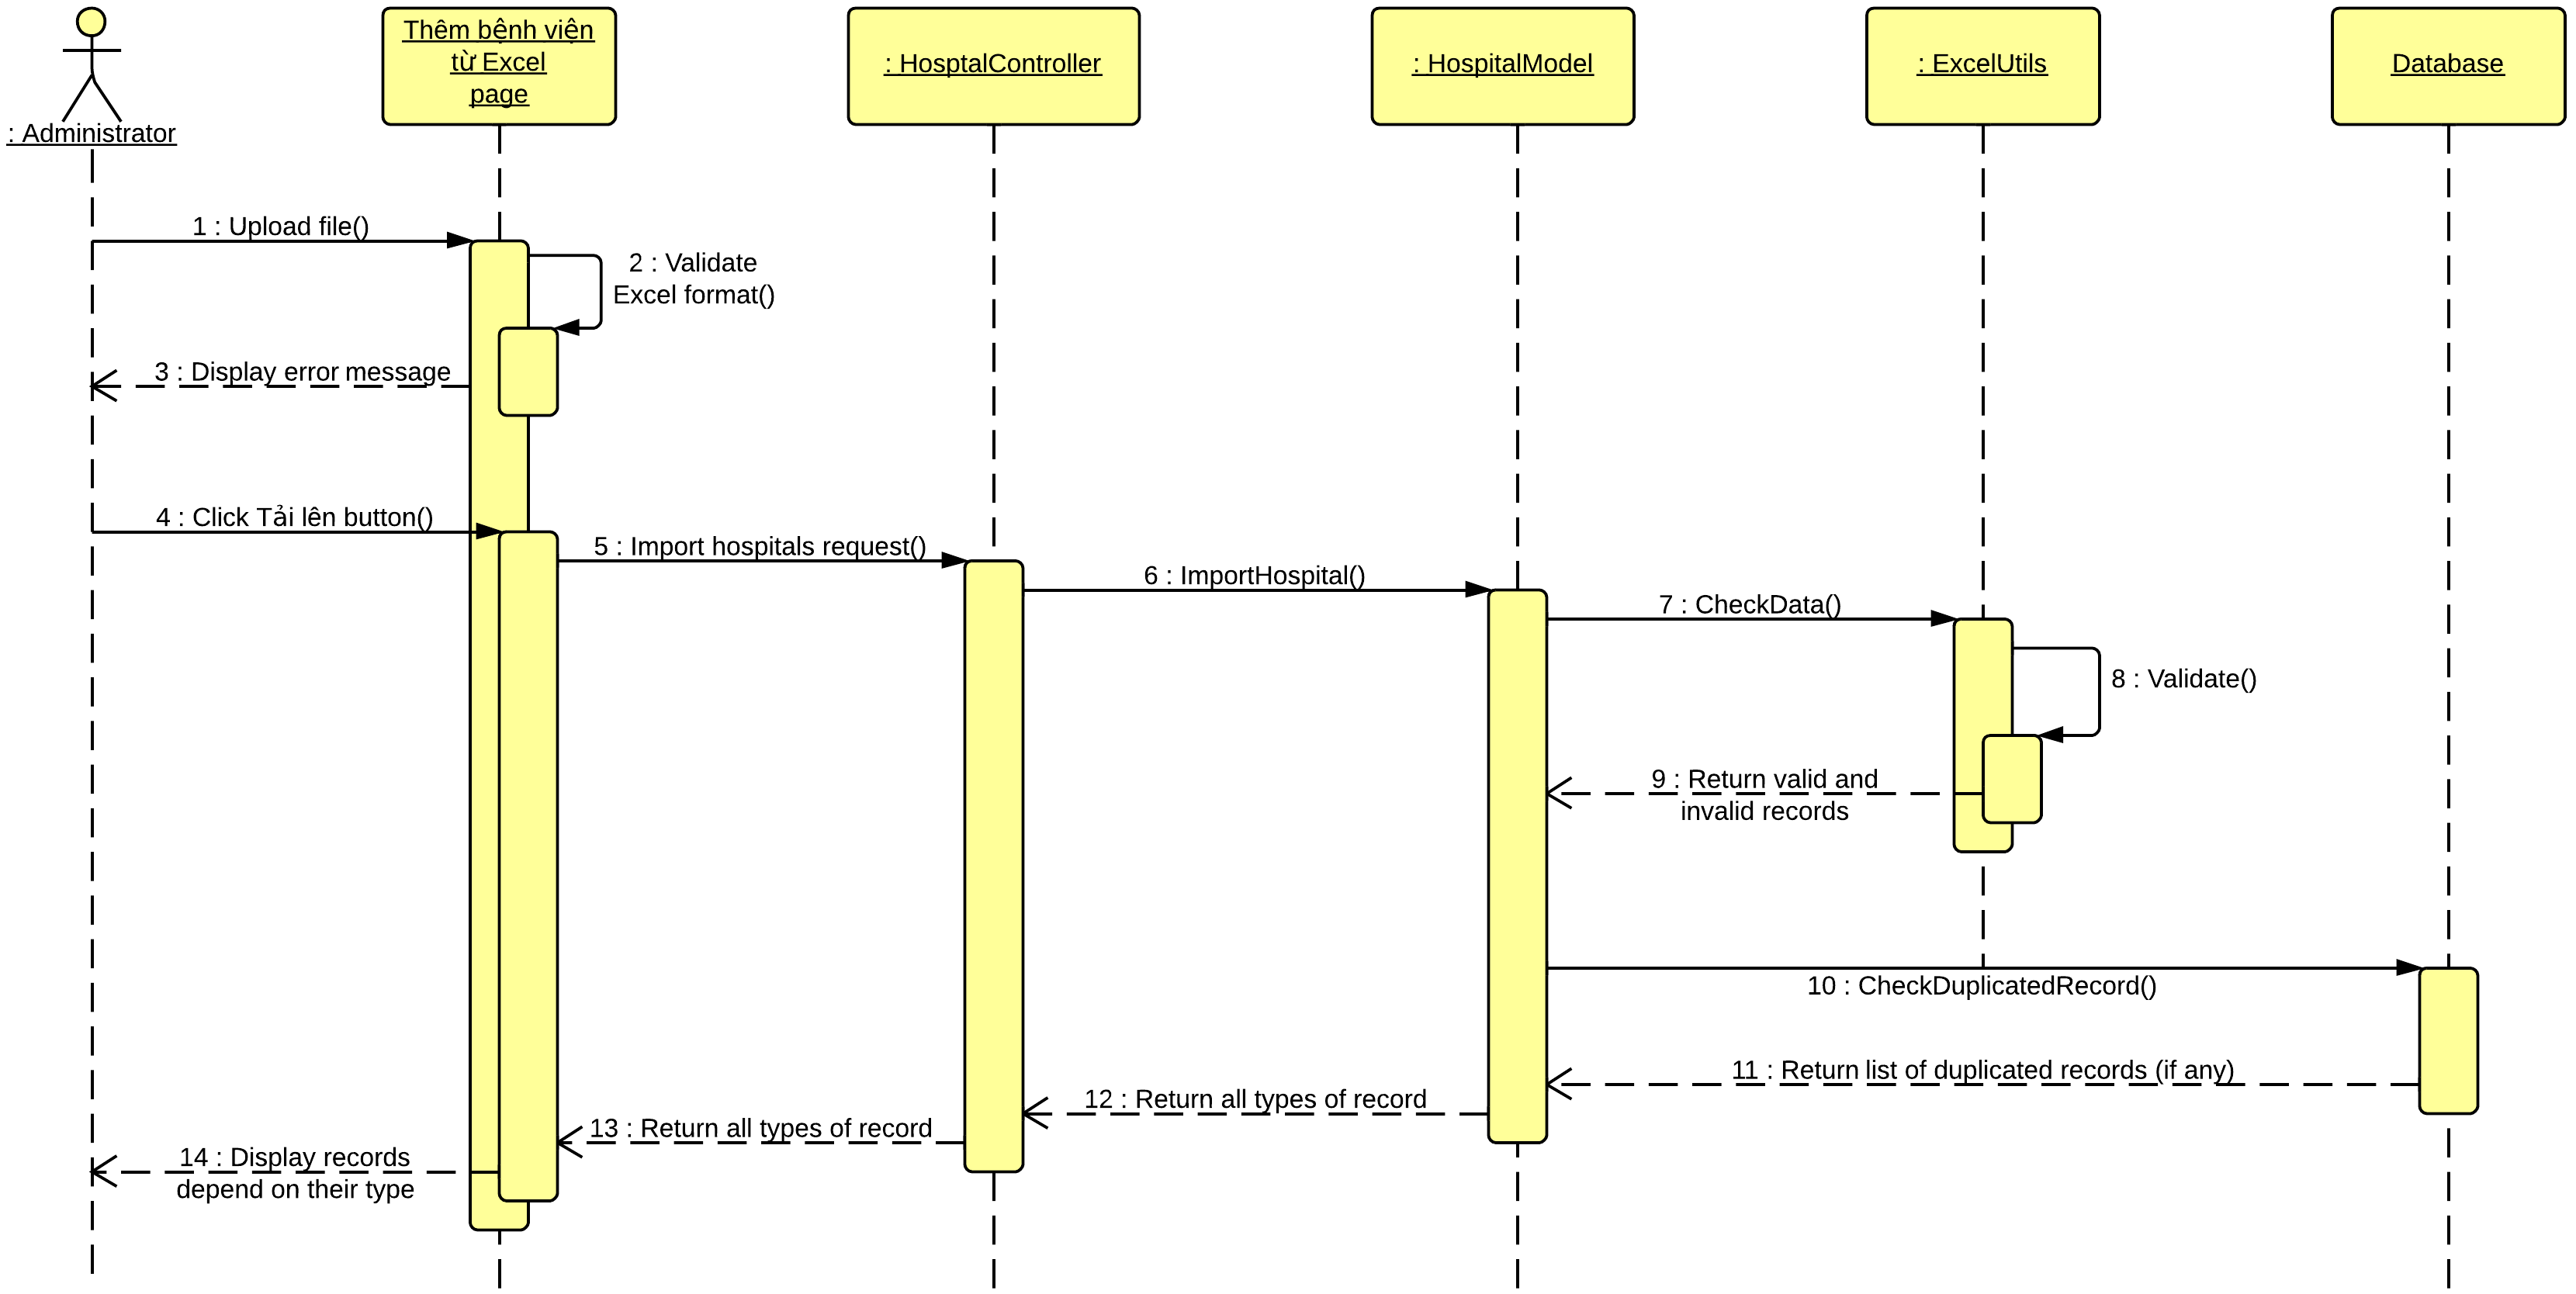 : Administrator
Thêm bệnh viện
từ Excel
page
: HosptalController
: HospitalModel
: ExcelUtils
Database
1 : Upload file()
2 : Validate
Excel format()
3 : Display error message
4 : Click Tải lên button()
5 : Import hospitals request()
6 : ImportHospital()
7 : CheckData()
8 : Validate()
9 : Return valid and
invalid records
10 : CheckDuplicatedRecord()
11 : Return list of duplicated records (if any)
12 : Return all types of record
13 : Return all types of record
14 : Display records
depend on their type